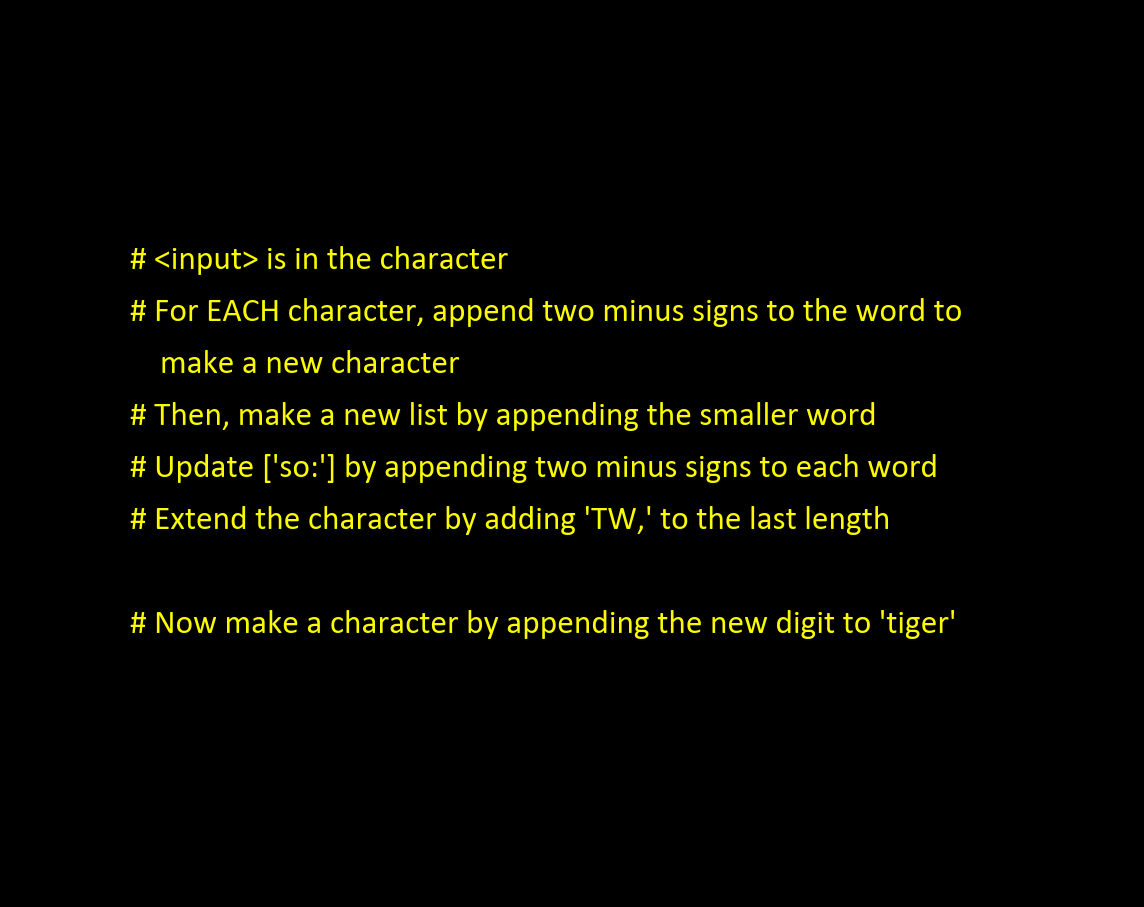 # <input> is in the character
# For EACH character, append two minus signs to the word to
make a new character
# Then, make a new list by appending the smaller word
# Update ['so:'] by appending two minus signs to each word
# Extend the character by adding 'TW,' to the last length
# Now make a character by appending the new digit to 'tiger'